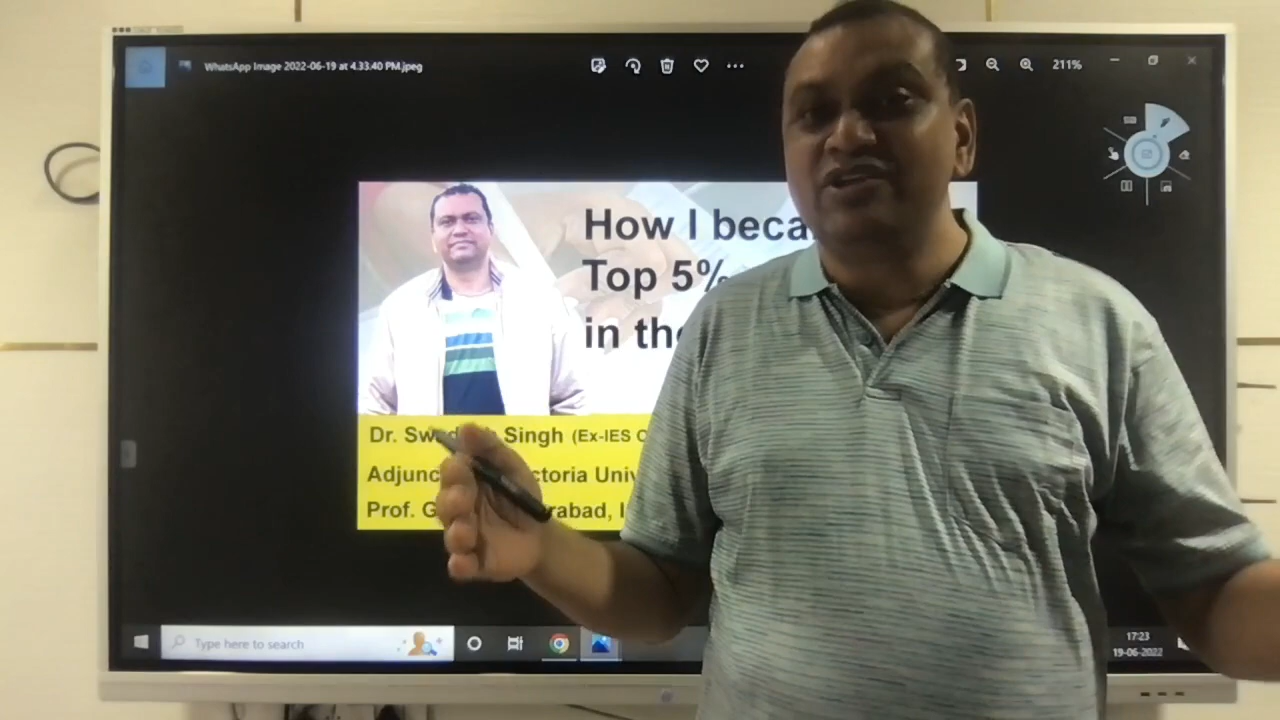 WhatsApp Image 2022-06-19 at 4.33.40 PM.jpeg
211%
How I beca
Top 5%
in the
Dr. Sw Singh (Ex-IES
Adjunc ctoria Univ
Prof. G rabad, I
Type here to search
17:23
19-06-2022